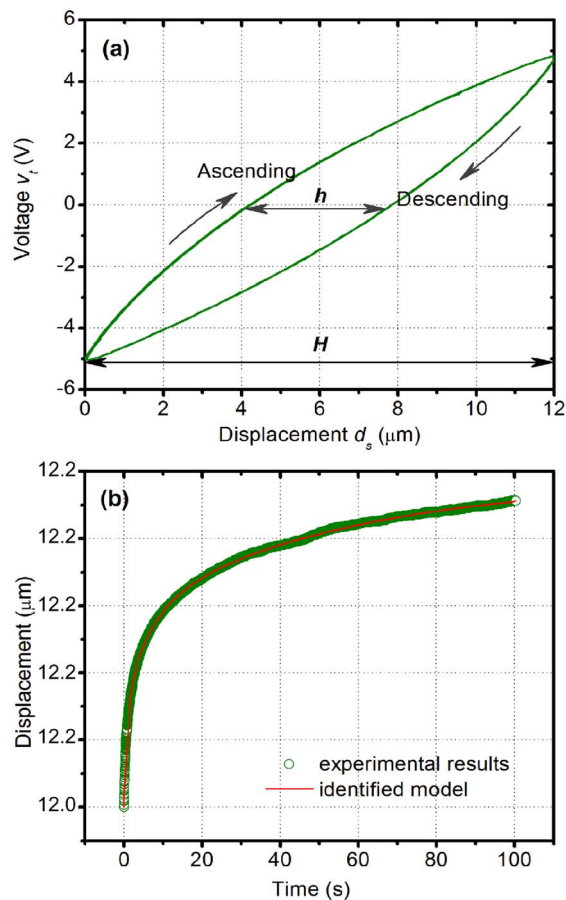 (a)
6
4
2
0
-2
-4
-6
Voltage v_t (V)
Ascending
h
Descending
H
0 2 4 6 8 10 12
Displacement d_s (μm)
(b)
12.2
12.2
12.2
12.2
12.2
12.0
Displacement (μm)
experimental results
identified model
0 20 40 60 80 100
Time (s)